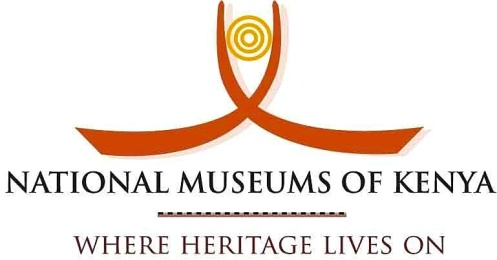 NATIONAL MUSEUMS OF KENYA
WHERE HERITAGE LIVES ON